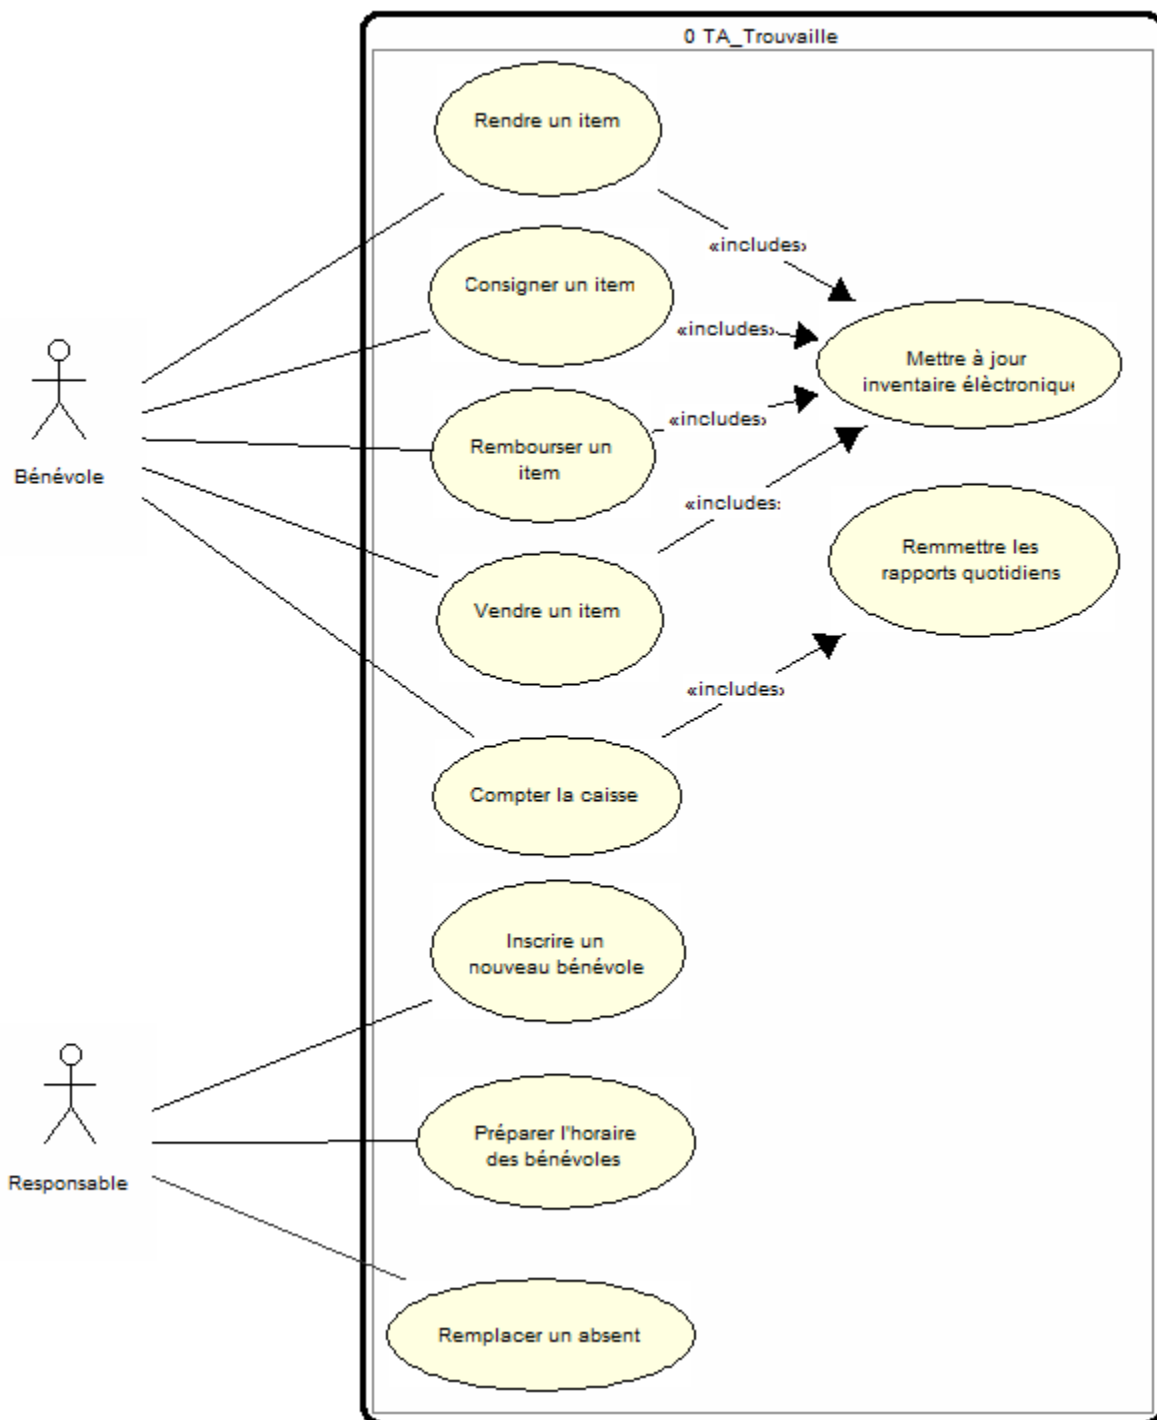 0 TA_Trouvaille
Rendre un item
«includes»
Consigner un item
«includes»
Mettre à jour
inventaire élèctronique
Bénévole
Rembourser un
item
«includes»
«includes:
Remmettre les
rapports quotidiens
Vendre un item
«includes»
Compter la caisse
Inscrire un
nouveau bénévole
Responsable
Préparer l'horaire
des bénévoles
Remplacer un absent